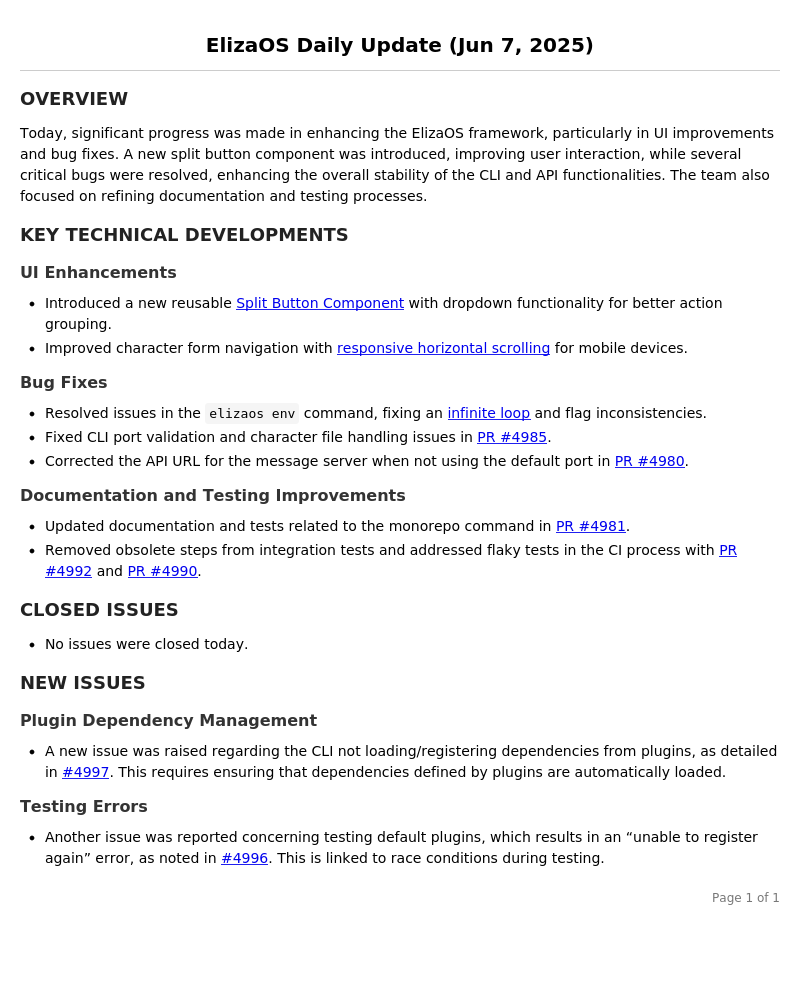 ElizaOS Daily Update (Jun 7, 2025)
OVERVIEW
Today, significant progress was made in enhancing the ElizaOS framework, particularly in UI improvements
and bug fixes. A new split button component was introduced, improving user interaction, while several
critical bugs were resolved, enhancing the overall stability of the CLI and API functionalities. The team also
focused on refining documentation and testing processes.
KEY TECHNICAL DEVELOPMENTS
UI Enhancements
• Introduced a new reusable Split Button Component with dropdown functionality for better action
grouping.
• Improved character form navigation with responsive horizontal scrolling for mobile devices.
Bug Fixes
• Resolved issues in the elizaos env command, fixing an infinite loop and flag inconsistencies.
• Fixed CLI port validation and character file handling issues in PR #4985.
• Corrected the API URL for the message server when not using the default port in PR #4980.
Documentation and Testing Improvements
• Updated documentation and tests related to the monorepo command in PR #4981.
• Removed obsolete steps from integration tests and addressed flaky tests in the CI process with PR
#4992 and PR #4990.
CLOSED ISSUES
• No issues were closed today.
NEW ISSUES
Plugin Dependency Management
• A new issue was raised regarding the CLI not loading/registering dependencies from plugins, as detailed
in #4997. This requires ensuring that dependencies defined by plugins are automatically loaded.
Testing Errors
• Another issue was reported concerning testing default plugins, which results in an “unable to register
again” error, as noted in #4996. This is linked to race conditions during testing.
Page 1 of 1